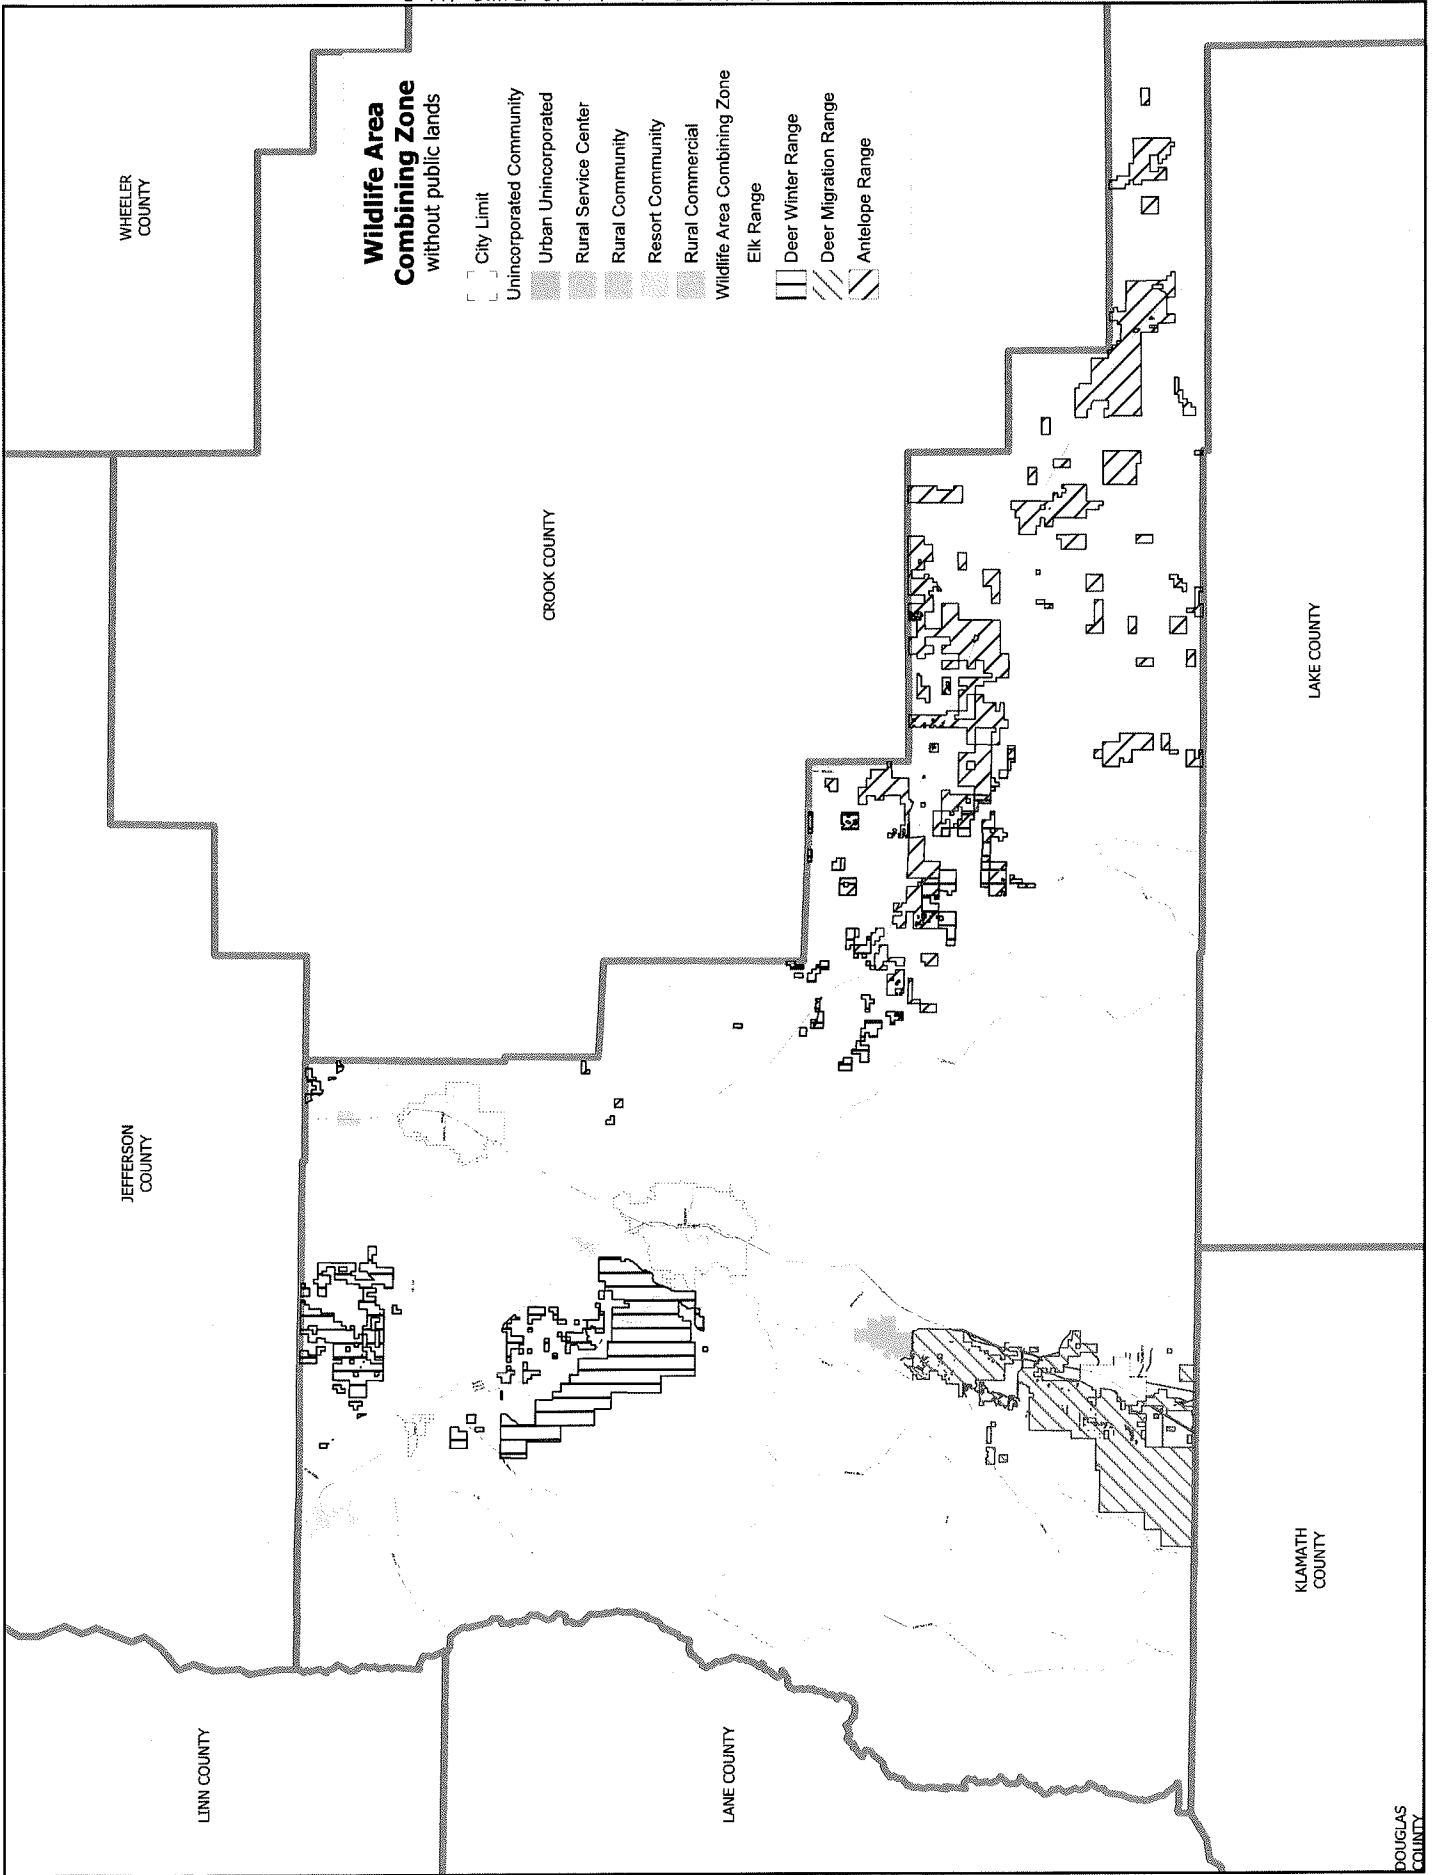 Wildlife Area
Combining Zone
without public lands
City Limit
Unincorporated Community
Urban Unincorporated
Rural Service Center
Rural Community
Resort Community
Rural Commercial
Wildlife Area Combining Zone
Elk Range
Deer Winter Range
Deer Migration Range
Antelope Range
WHEELER
COUNTY
JEFFERSON
COUNTY
CROOK COUNTY
LINN COUNTY
LANE COUNTY
LAKE COUNTY
KLAMATH
COUNTY
DOUGLAS
COUNTY